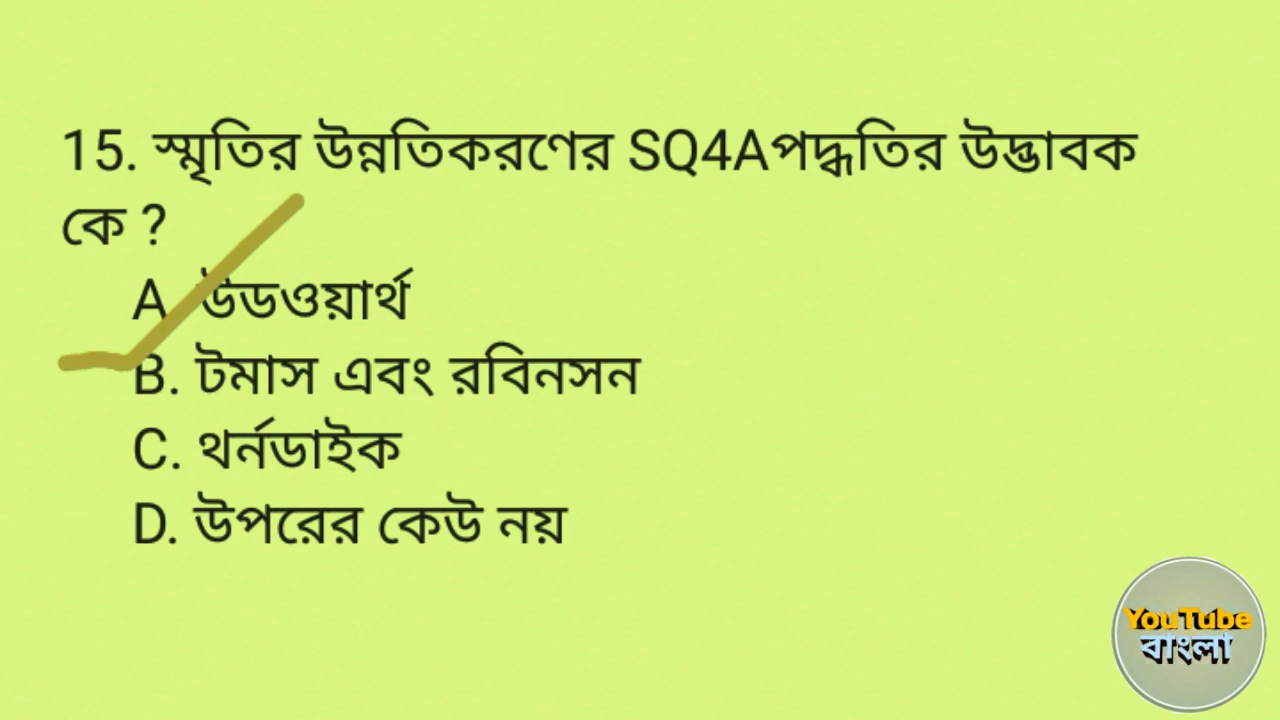 15. স্মৃতির উন্নতিকরণের SQ4Aপদ্ধতির উদ্ভাবক
কে ?
A. উডওয়ার্থ
B. টমাস এবং রবিনসন
C. থর্নডাইক
D. উপরের কেউ নয়
YouTube
বাংলা